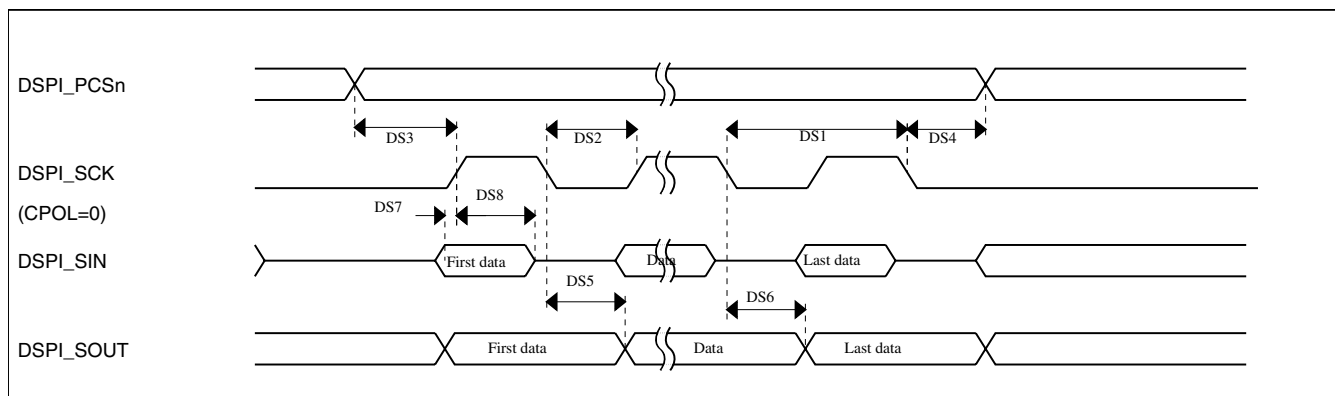 DSPI_PCSn
DS3
DS2
DS1
DS4
DSPI_SCK
(CPOL=0)
DS7
DS8
DSPI_SIN
First data
Data
Last data
DS5
DS6
DSPI_SOUT
First data
Data
Last data